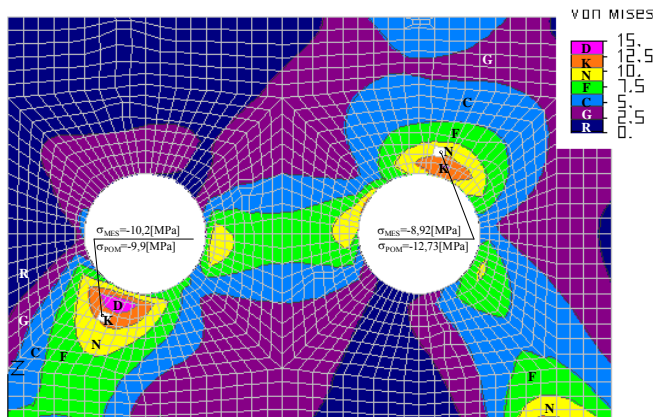 VON MISES
15.
12.5
10.
7.5
5.
2.5
0.
D
K
N
F
C
G
R
G
C
F
N
K
σMES=-10,2[MPa]
σPOM=-9,9[MPa]
σMES=-8,92[MPa]
σPOM=-12,73[MPa]
R
D
G
K
C
F
N
F
N
Z